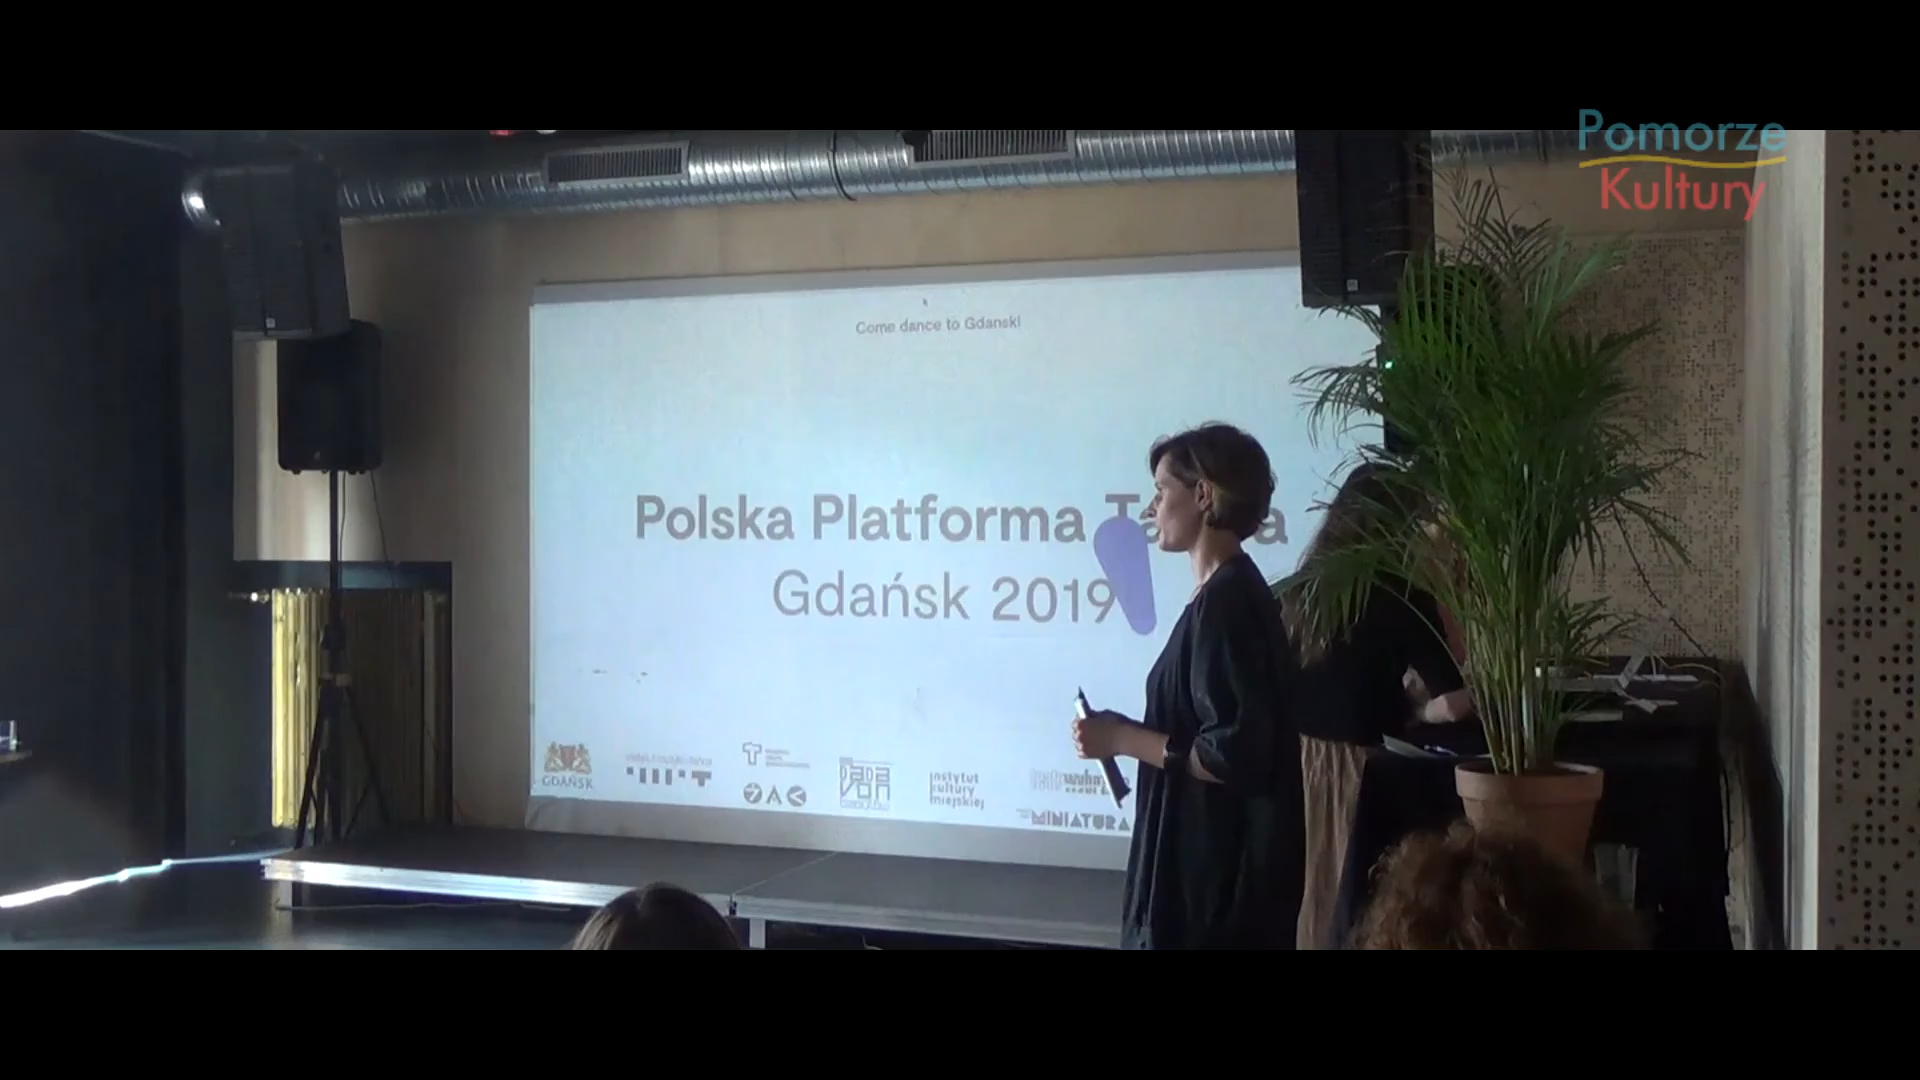 Pomorze
Kultury
Come dance to Gdansk!
Polska Platforma
Gdańsk 2019
GDAŃSK
instytut
kultury
miejskiej
MINIATURA